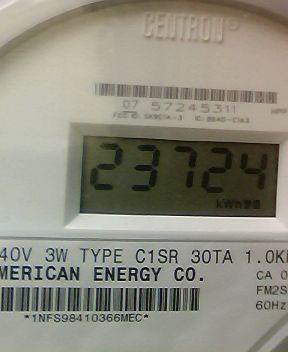 CENTRON
07 57245311
23724
kWh
40V 3W TYPE C1SR 30TA 1.0K
MERICAN ENERGY CO.
CA 0
FM2S
60Hz
*1NFS98410366MEC*